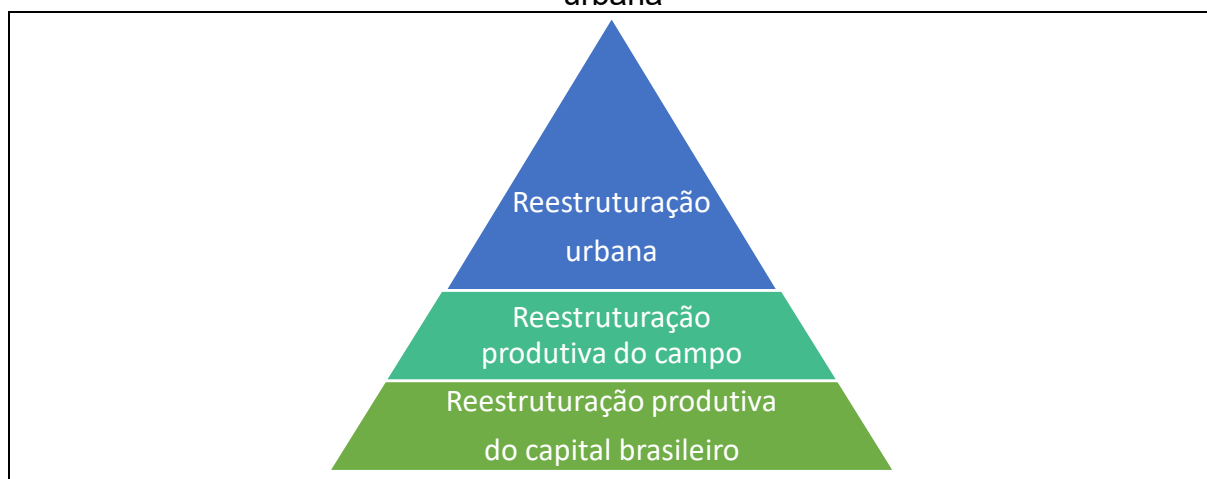 urbana
Reestruturação
urbana
Reestruturação
produtiva do campo
Reestruturação produtiva
do capital brasileiro